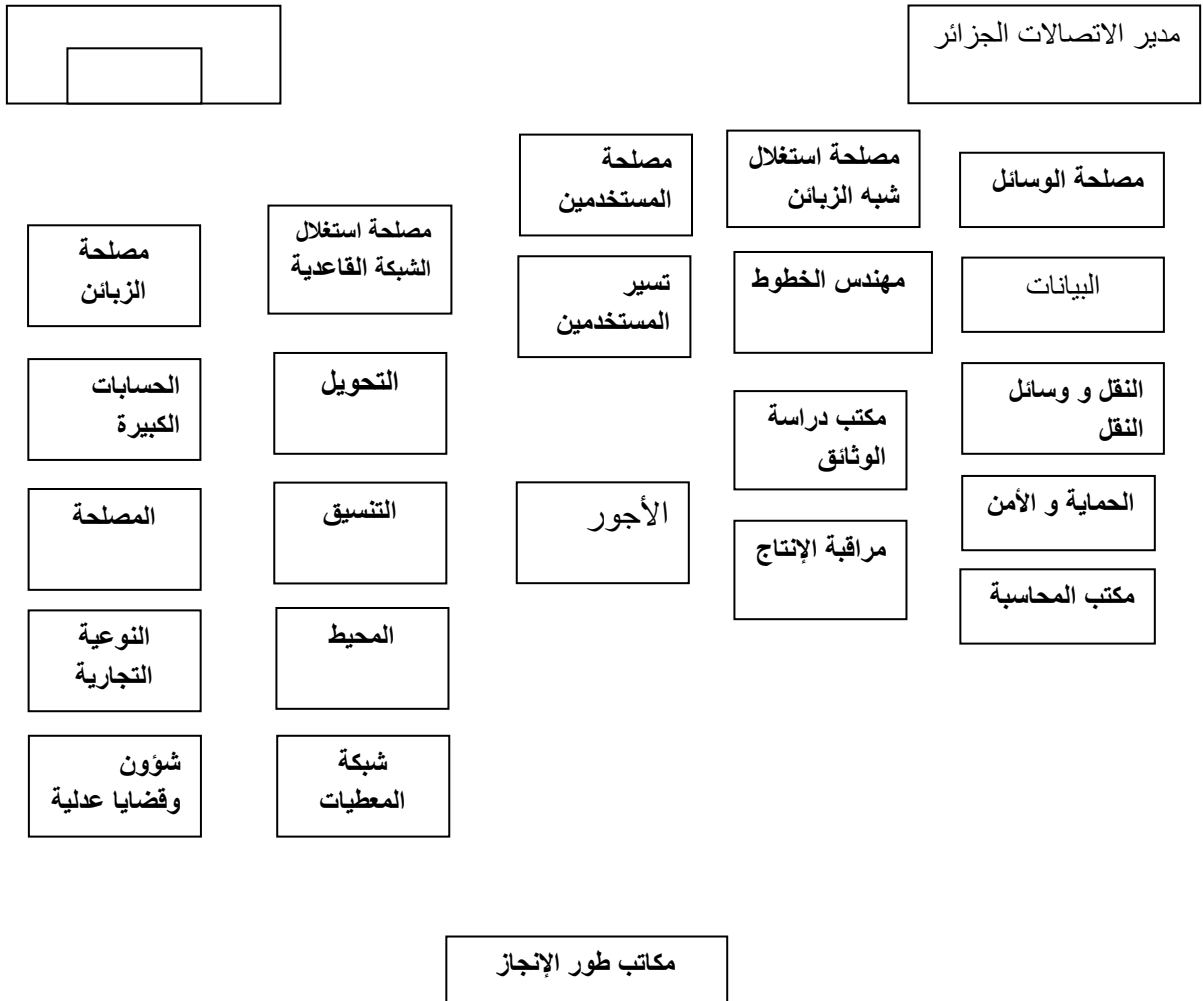 مدير الاتصالات الجزائر
مصلحة الوسائل
البيانات
النقل و وسائل
النقل
الحماية و الأمن
مكتب المحاسبة
مصلحة استغلال
شبه الزبائن
مهندس الخطوط
مكتب دراسة
الوثائق
مراقبة الإنتاج
مصلحة
المستخدمين
تسير
المستخدمين
الأجور
مصلحة استغلال
الشبكة القاعدية
التحويل
التنسيق
المحيط
شبكة
المعطيات
مصلحة
الزبائن
الحسابات
الكبيرة
المصلحة
النوعية
التجارية
شؤون
وقضايا عدلية
مكاتب طور الإنجاز